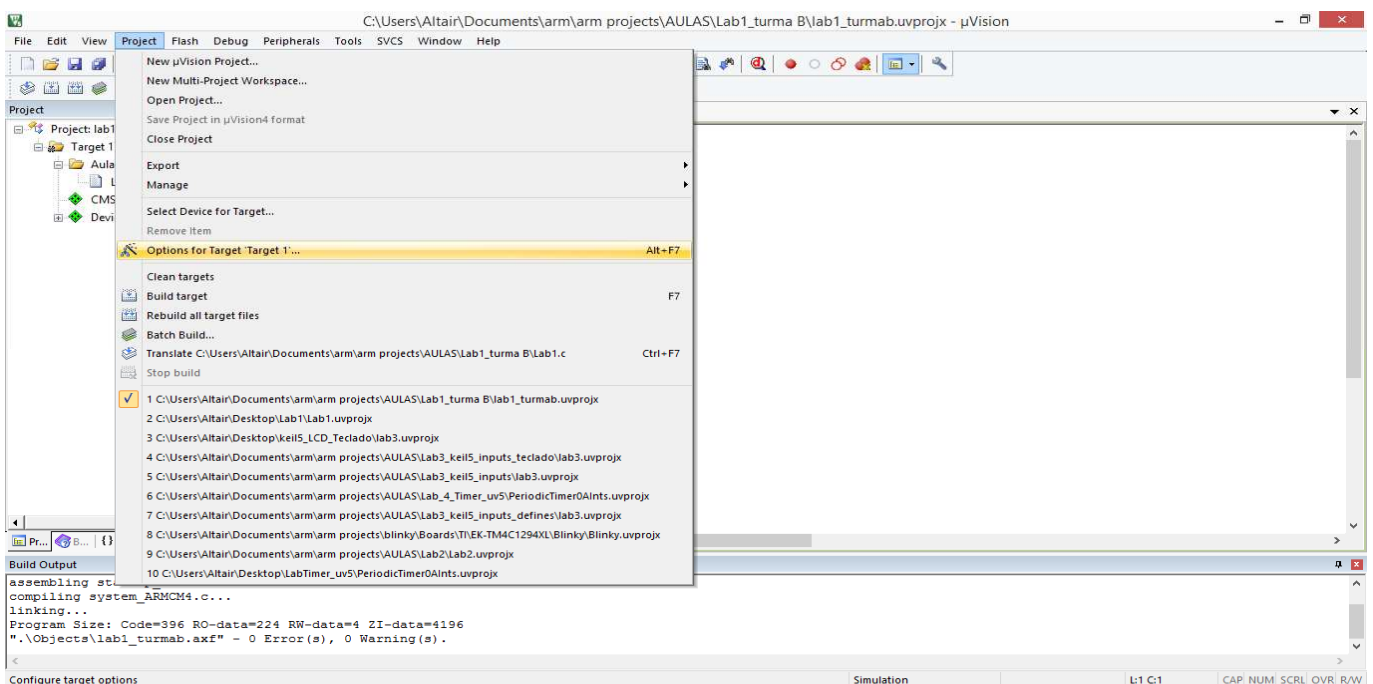 C:\Users\Altair\Documents\arm\arm projects\AULAS\Lab1_turma B\lab1_turmab.uvprojx - µVision
File Edit View Project Flash Debug Peripherals Tools SVCS Window Help
New µVision Project...
New Multi-Project Workspace...
Open Project...
Save Project in µVision4 format
Close Project
Export
Manage
Select Device for Target...
Remove Item
Options for Target 'Target 1'... Alt+F7
Clean targets
Build target F7
Rebuild all target files
Batch Build...
Translate C:\Users\Altair\Documents\arm\arm projects\AULAS\Lab1_turma B\Lab1.c Ctrl+F7
Stop build
1 C:\Users\Altair\Documents\arm\arm projects\AULAS\Lab1_turma B\lab1_turmab.uvprojx
2 C:\Users\Altair\Desktop\Lab1\Lab1.uvprojx
3 C:\Users\Altair\Desktop\keil5_LCD_Teclado\lab3.uvprojx
4 C:\Users\Altair\Documents\arm\arm projects\AULAS\Lab3_keil5_inputs_teclado\lab3.uvprojx
5 C:\Users\Altair\Documents\arm\arm projects\AULAS\Lab3_keil5_inputs\lab3.uvprojx
6 C:\Users\Altair\Documents\arm\arm projects\AULAS\Lab_4_Timer_uv5\PeriodicTimer0AInts.uvprojx
7 C:\Users\Altair\Documents\arm\arm projects\AULAS\Lab3_keil5_inputs_defines\lab3.uvprojx
8 C:\Users\Altair\Documents\arm\arm projects\blinky\Boards\TI\EK-TM4C1294XL\Blinky\Blinky.uvprojx
9 C:\Users\Altair\Documents\arm\arm projects\AULAS\Lab2\Lab2.uvprojx
10 C:\Users\Altair\Desktop\LabTimer_uv5\PeriodicTimer0AInts.uvprojx
Project
Project: lab1
Target 1
Aula
L
CMS
Devi
Pr... B... {}
Build Output
assembling st
compiling system_ARMCM4.c...
linking...
Program Size: Code=396 RO-data=224 RW-data=4 ZI-data=4196
".\Objects\lab1_turmab.axf" - 0 Error(s), 0 Warning(s).
Configure target options Simulation L:1 C:1 CAP NUM SCRL OVR R/W